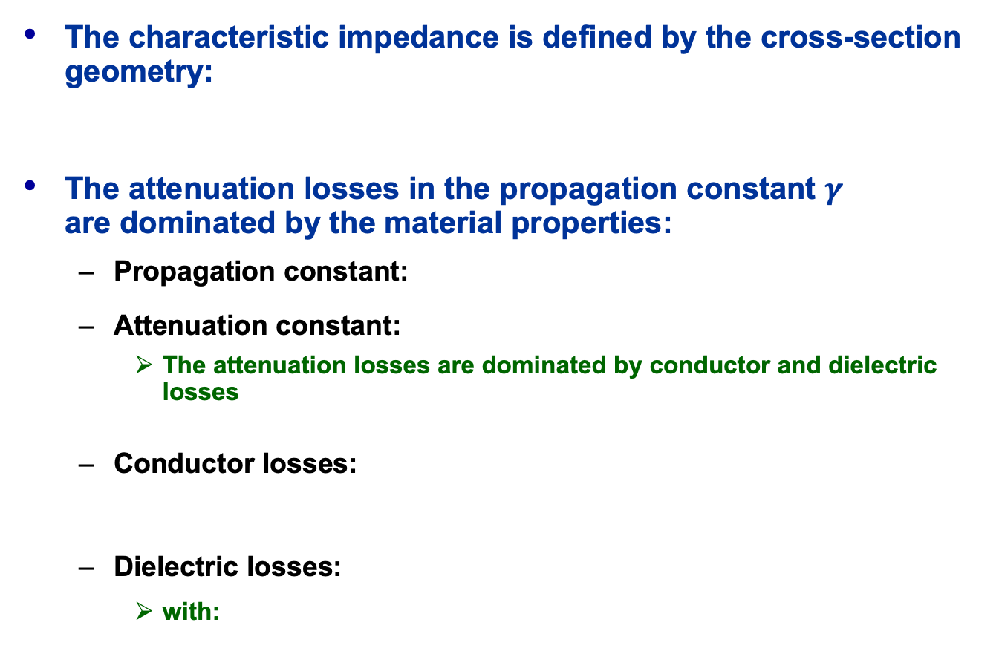 • The characteristic impedance is defined by the cross-section
geometry:
• The attenuation losses in the propagation constant γ
are dominated by the material properties:
– Propagation constant:
– Attenuation constant:
➢ The attenuation losses are dominated by conductor and dielectric
losses
– Conductor losses:
– Dielectric losses:
➢ with: